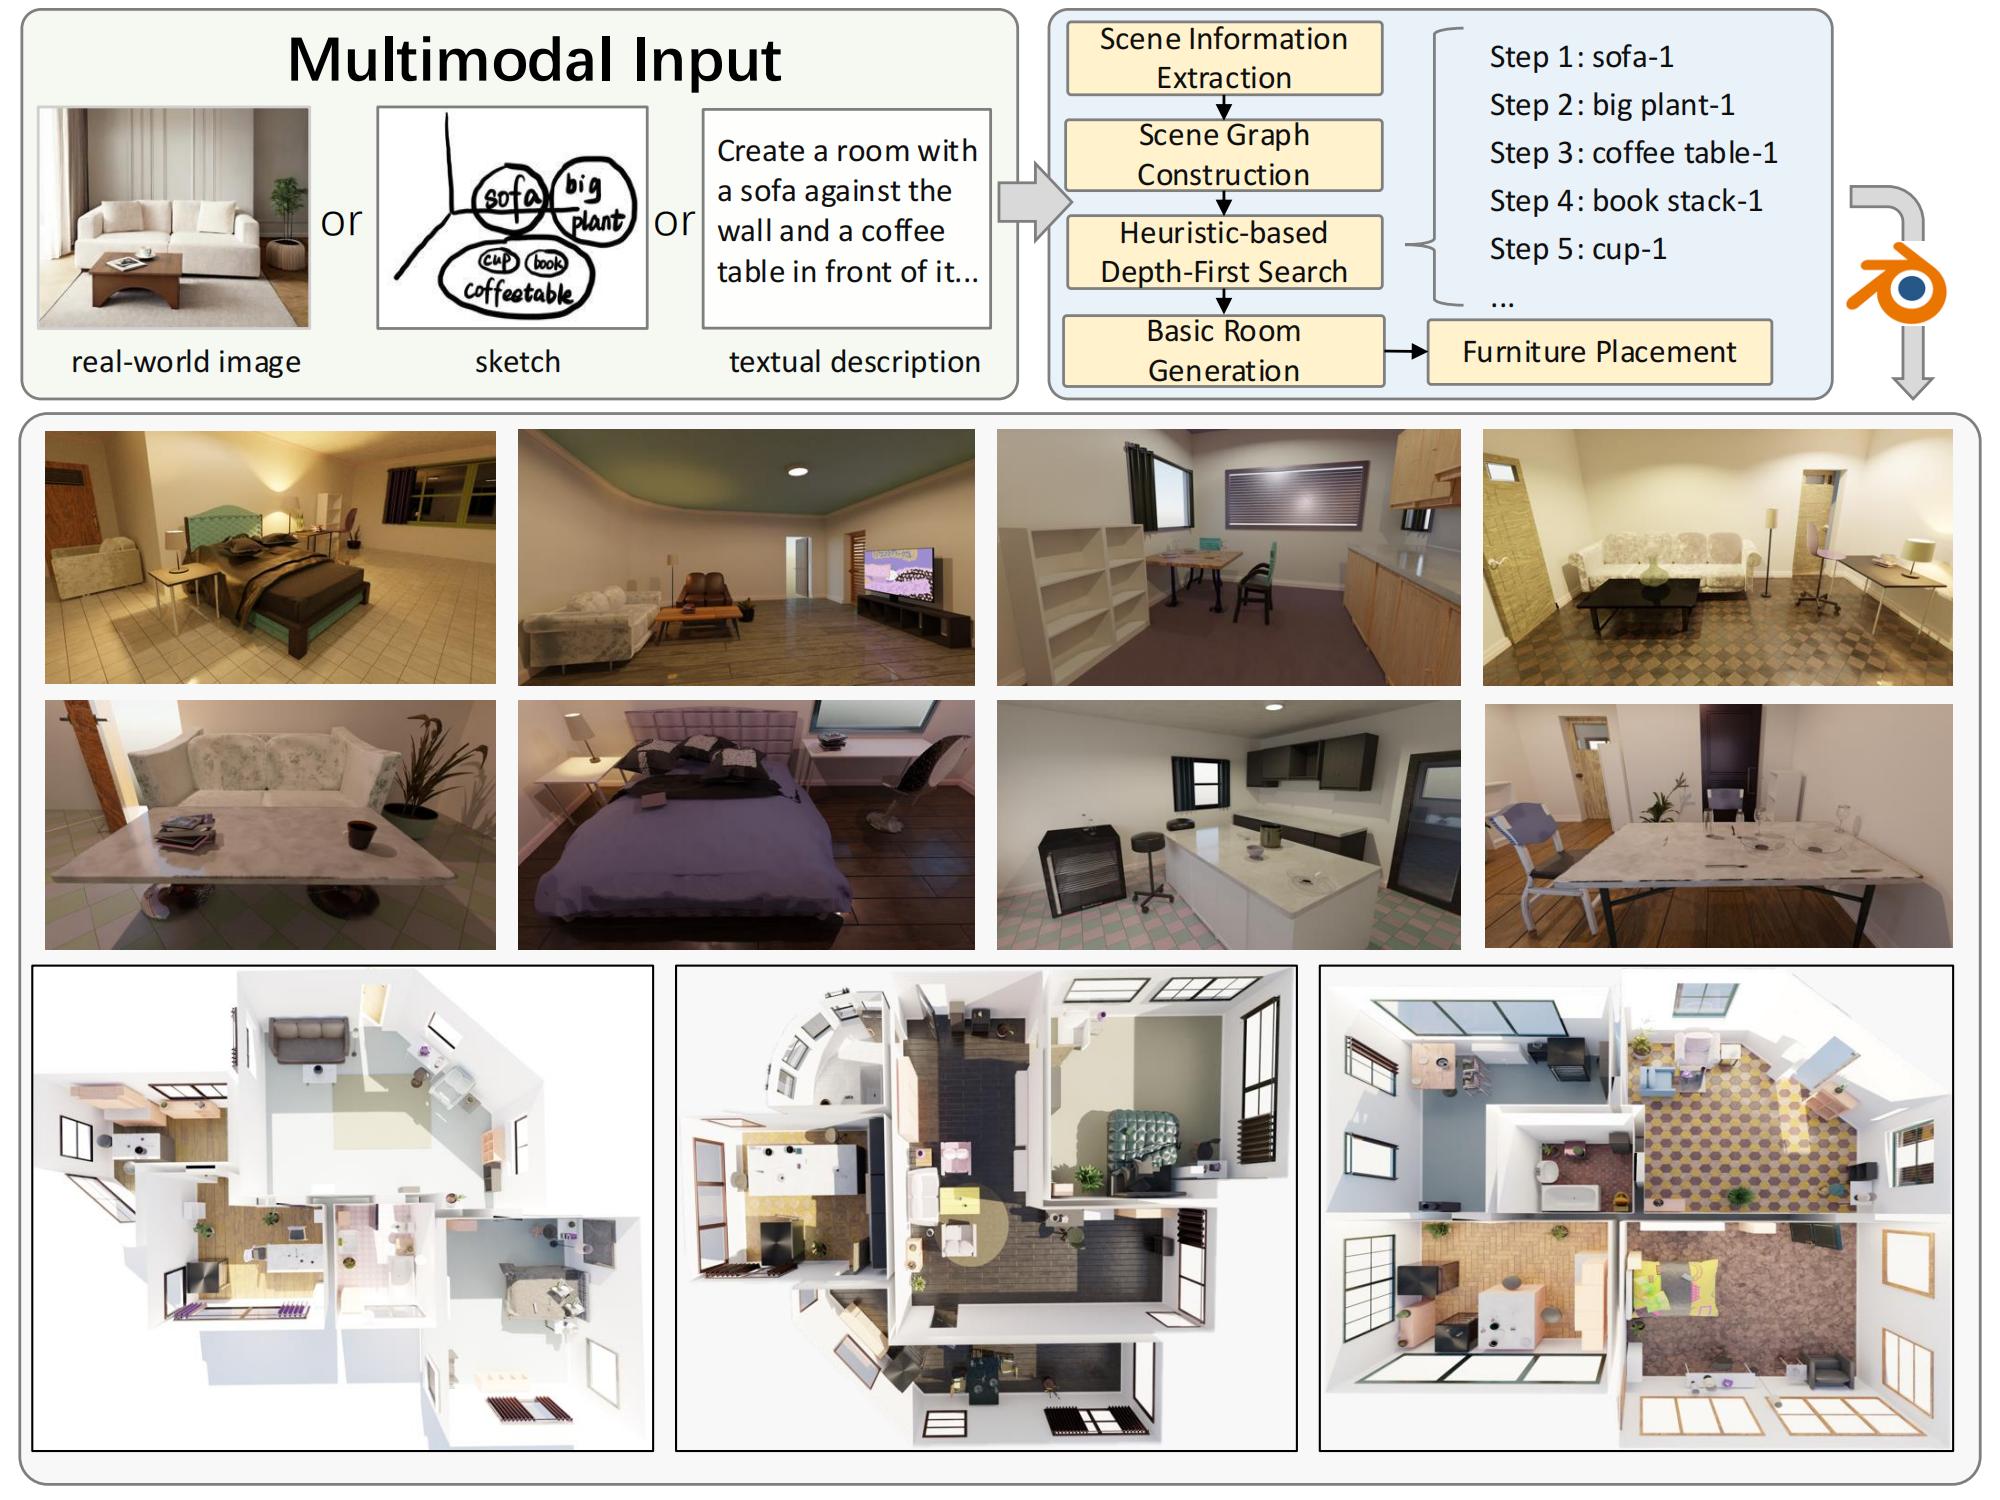 Multimodal Input
or
sofa
big
plant
cup
book
coffeetable
or
Create a room with
a sofa against the
wall and a coffee
table in front of it...
real-world image
sketch
textual description
Scene Information
Extraction
Scene Graph
Construction
Heuristic-based
Depth-First Search
Basic Room
Generation
Furniture Placement
Step 1: sofa-1
Step 2: big plant-1
Step 3: coffee table-1
Step 4: book stack-1
Step 5: cup-1
...